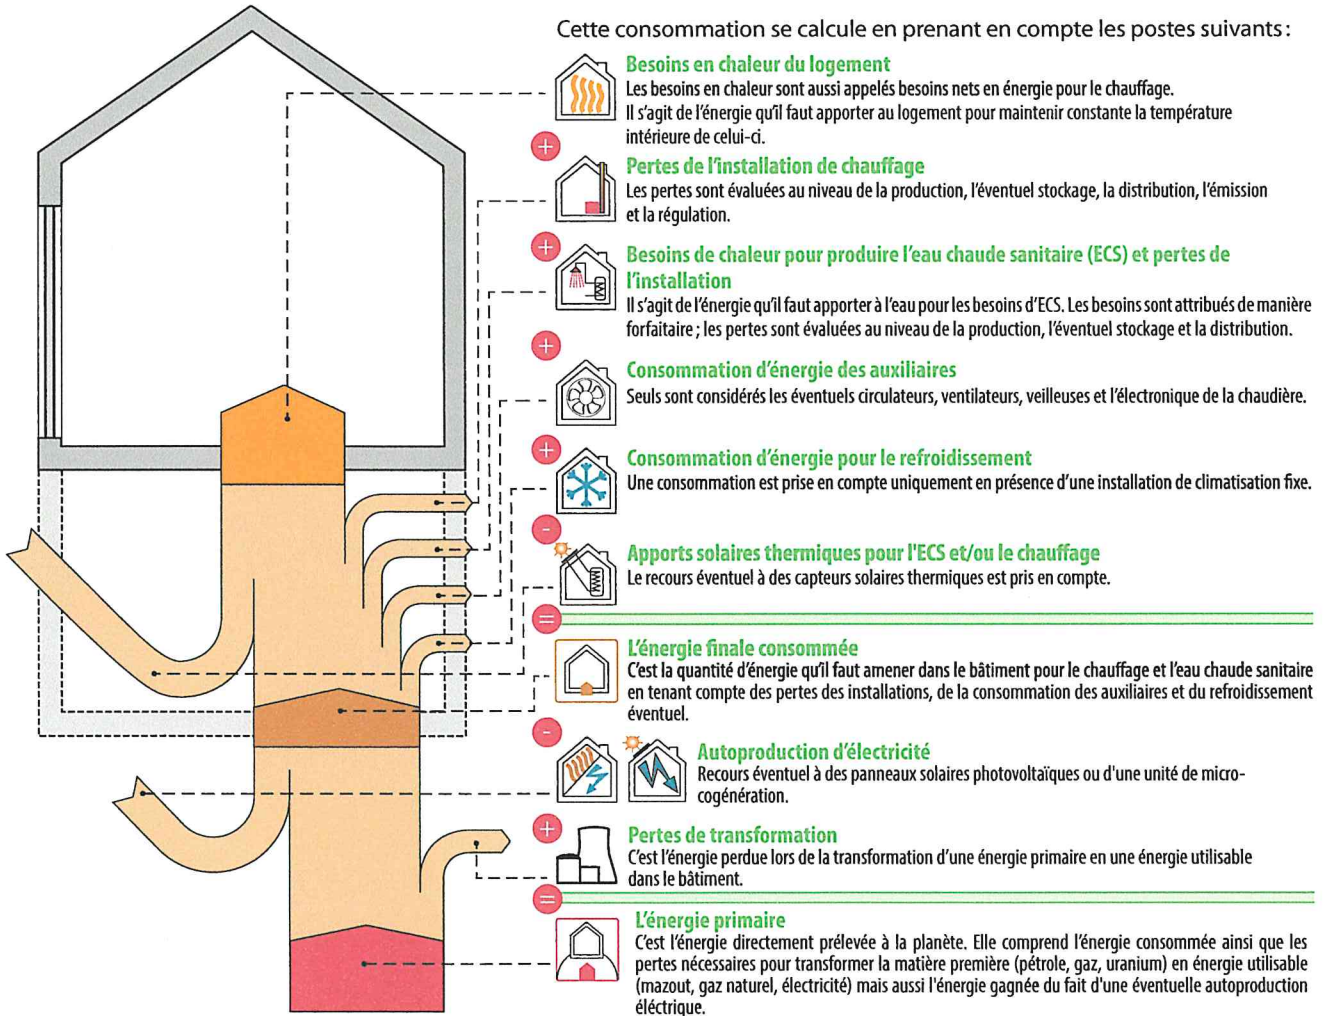 Cette consommation se calcule en prenant en compte les postes suivants :
Besoins en chaleur du logement
Les besoins en chaleur sont aussi appelés besoins nets en énergie pour le chauffage.
Il s'agit de l'énergie qu'il faut apporter au logement pour maintenir constante la température
intérieure de celui-ci.
+
Pertes de l'installation de chauffage
Les pertes sont évaluées au niveau de la production, l'éventuel stockage, la distribution, l'émission
et la régulation.
+
Besoins de chaleur pour produire l'eau chaude sanitaire (ECS) et pertes de
l'installation
Il s'agit de l'énergie qu'il faut apporter à l'eau pour les besoins d'ECS. Les besoins sont attribués de manière
forfaitaire ; les pertes sont évaluées au niveau de la production, l'éventuel stockage et la distribution.
+
Consommation d'énergie des auxiliaires
Seuls sont considérés les éventuels circulateurs, ventilateurs, veilleuses et l'électronique de la chaudière.
+
Consommation d'énergie pour le refroidissement
Une consommation est prise en compte uniquement en présence d'une installation de climatisation fixe.
-
Apports solaires thermiques pour l'ECS et/ou le chauffage
Le recours éventuel à des capteurs solaires thermiques est pris en compte.
=
L'énergie finale consommée
C'est la quantité d'énergie qu'il faut amener dans le bâtiment pour le chauffage et l'eau chaude sanitaire
en tenant compte des pertes des installations, de la consommation des auxiliaires et du refroidissement
éventuel.
-
Autoproduction d'électricité
Recours éventuel à des panneaux solaires photovoltaïques ou d'une unité de micro-
cogénération.
+
Pertes de transformation
C'est l'énergie perdue lors de la transformation d'une énergie primaire en une énergie utilisable
dans le bâtiment.
=
L'énergie primaire
C'est l'énergie directement prélevée à la planète. Elle comprend l'énergie consommée ainsi que les
pertes nécessaires pour transformer la matière première (pétrole, gaz, uranium) en énergie utilisable
(mazout, gaz naturel, électricité) mais aussi l'énergie gagnée du fait d'une éventuelle autoproduction
éléctrique.